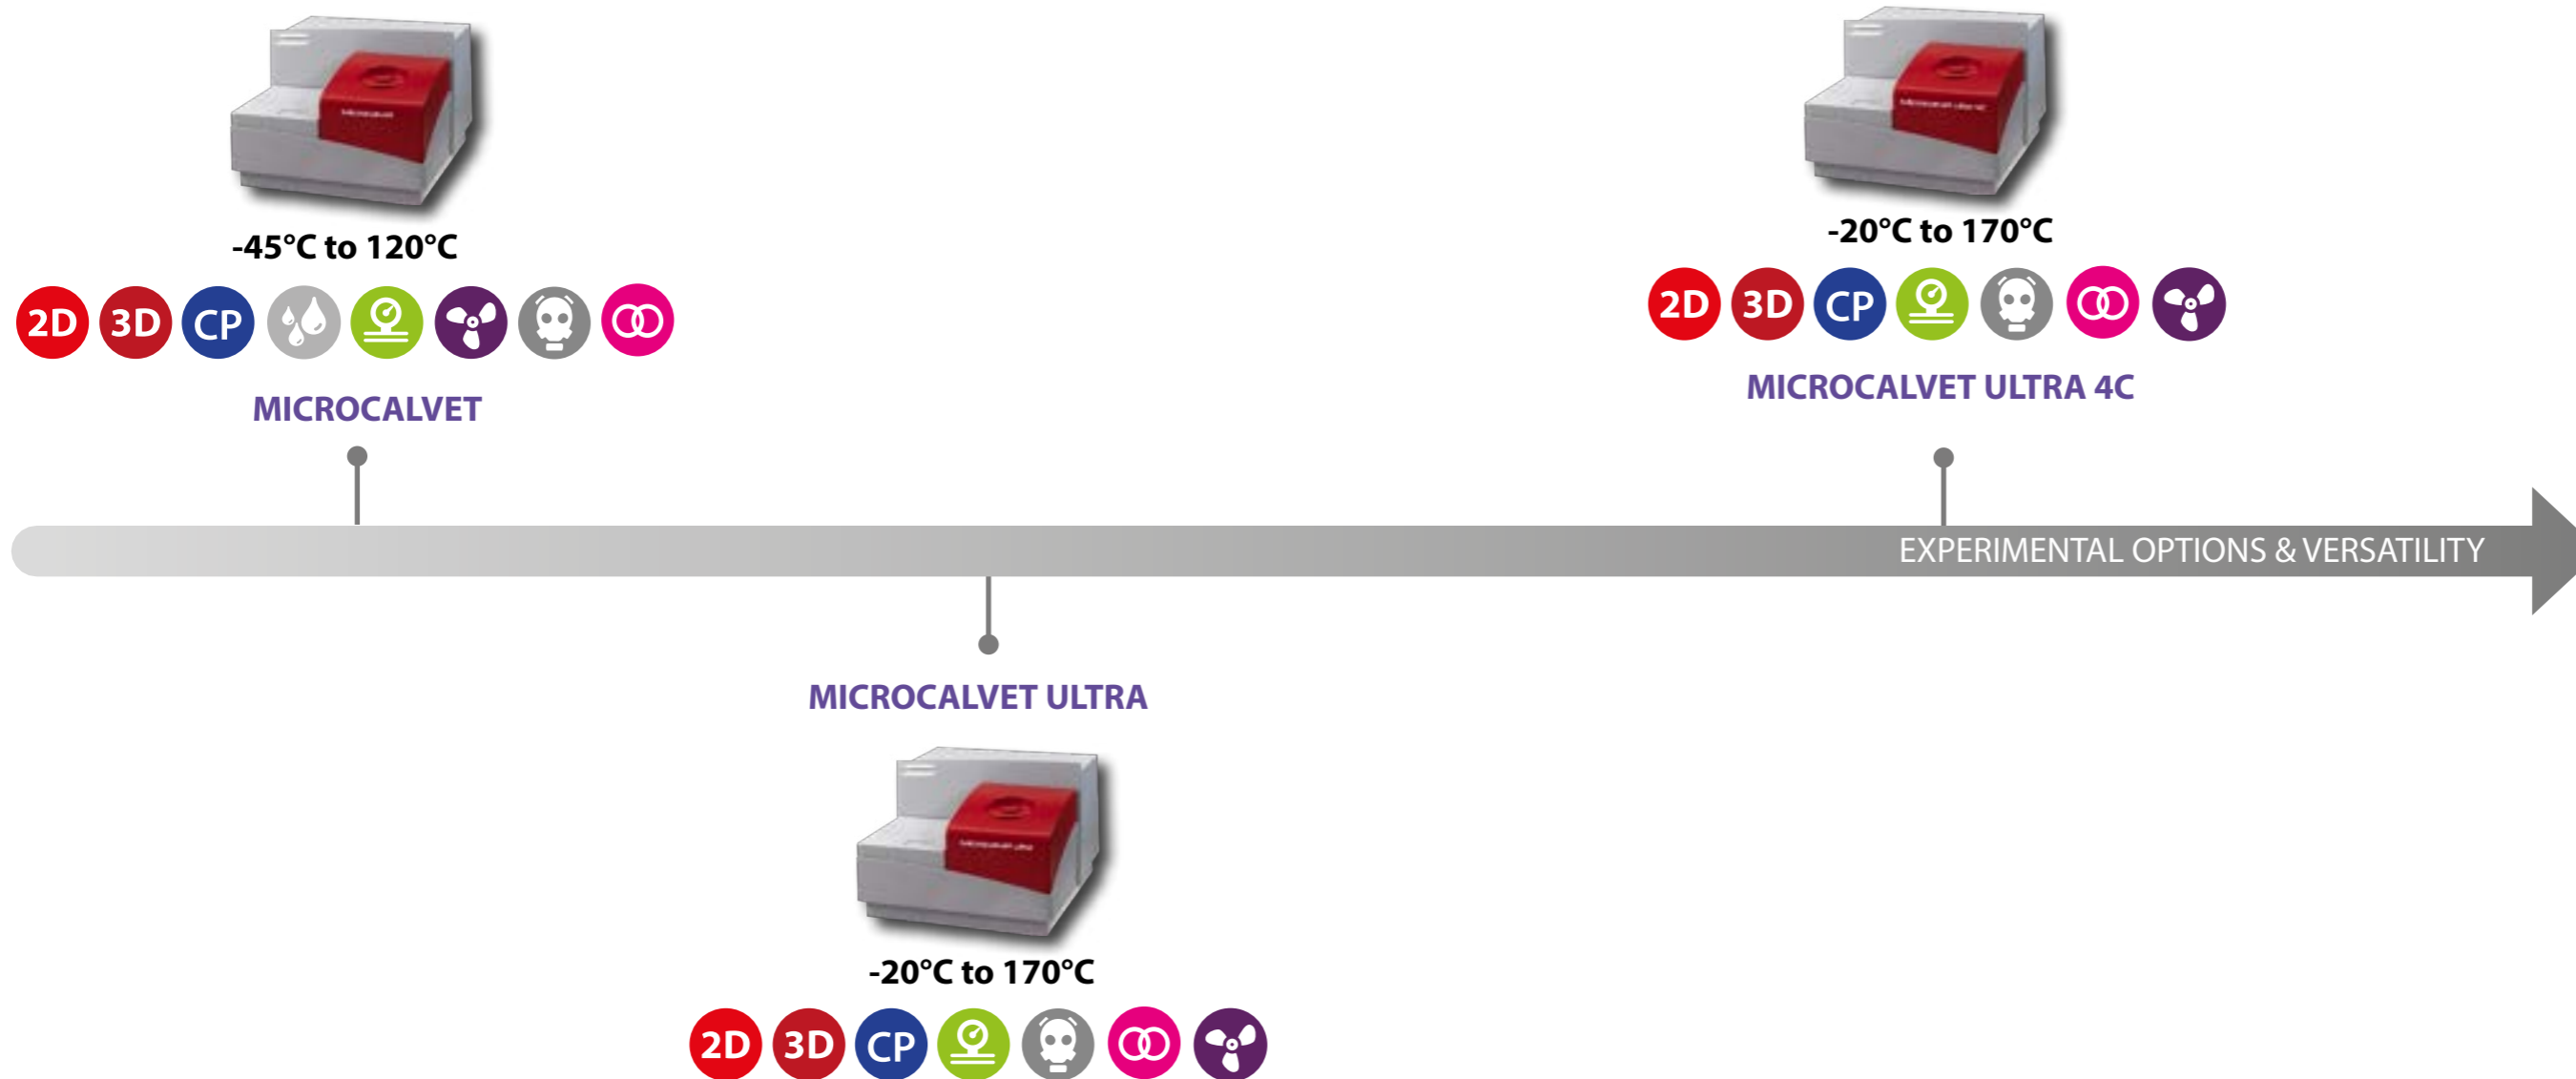 -45°C to 120°C
2D 3D CP
MICROCALVET
-20°C to 170°C
2D 3D CP
MICROCALVET ULTRA 4C
EXPERIMENTAL OPTIONS & VERSATILITY
MICROCALVET ULTRA
-20°C to 170°C
2D 3D CP